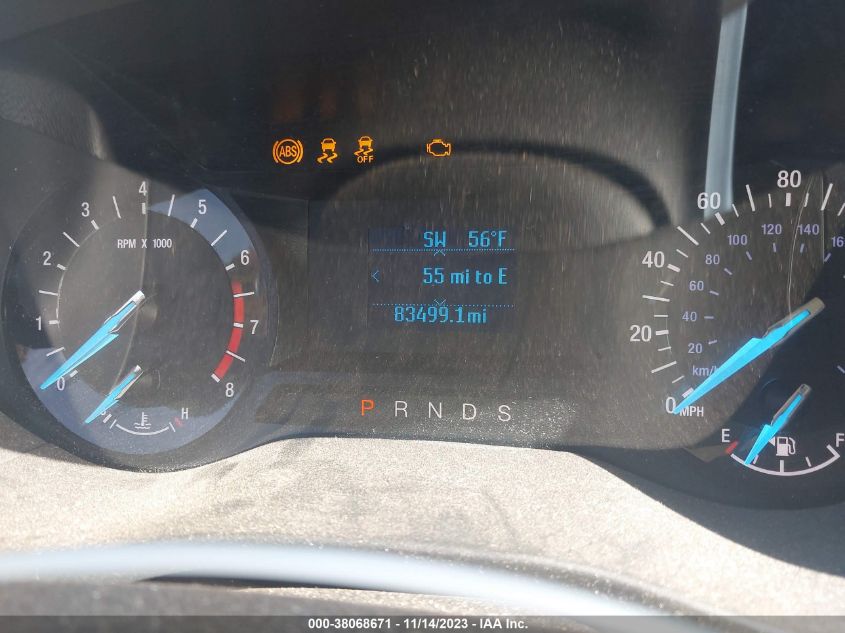 ABS
OFF
4
3
5
RPM X 1000
2
6
1
7
0
8
H
SW 56°F
< 55 mi to E
83499.1mi
P R N D S
80
60
120
100
140
40
80
60
20
40
20
km/
0
MPH
E
F
000-38068671 - 11/14/2023 - IAA Inc.